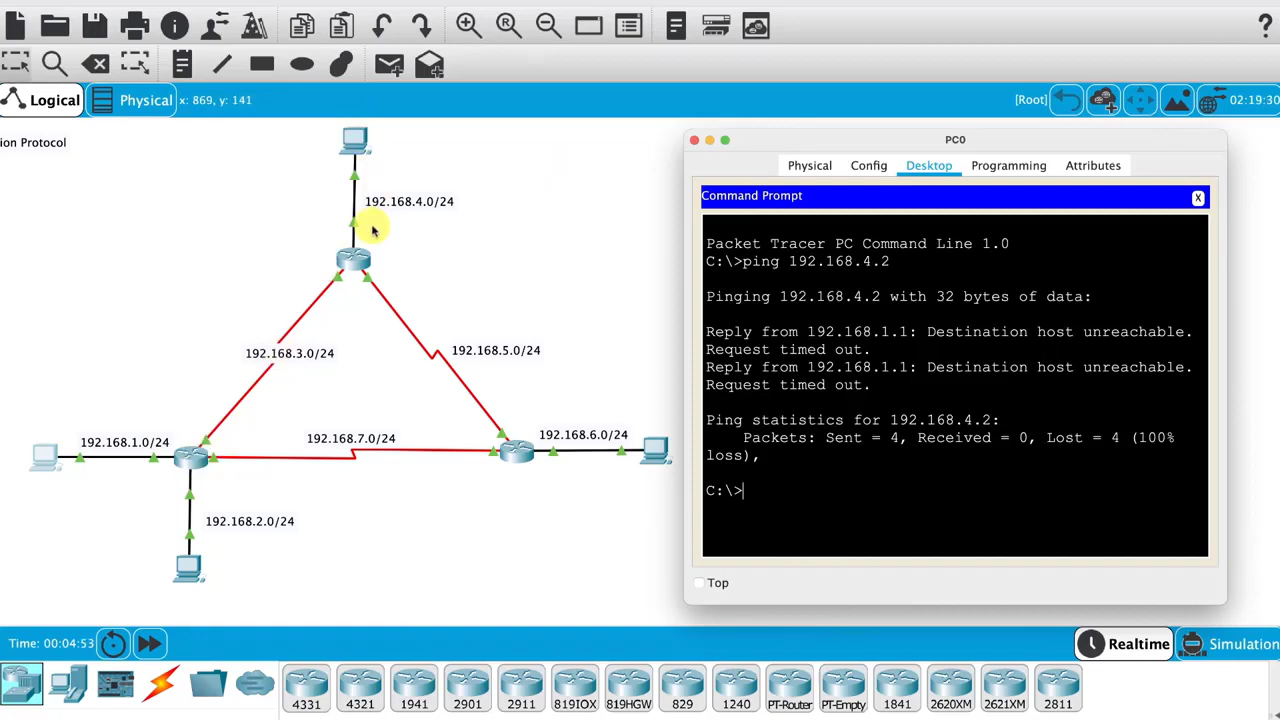 Logical
Physical
x: 869, y: 141
[Root]
02:19:30
ion Protocol
192.168.4.0/24
192.168.3.0/24
192.168.5.0/24
192.168.1.0/24
192.168.7.0/24
192.168.6.0/24
192.168.2.0/24
PC0
Physical
Config
Desktop
Programming
Attributes
Command Prompt
X
Packet Tracer PC Command Line 1.0
C:\>ping 192.168.4.2
Pinging 192.168.4.2 with 32 bytes of data:
Reply from 192.168.1.1: Destination host unreachable.
Request timed out.
Reply from 192.168.1.1: Destination host unreachable.
Request timed out.
Ping statistics for 192.168.4.2:
Packets: Sent = 4, Received = 0, Lost = 4 (100%
loss),
C:\>
Top
Time: 00:04:53
Realtime
Simulation
4331
4321
1941
2901
2911
819IOX
819HGW
829
1240
PT-Router
PT-Empty
1841
2620XM
2621XM
2811